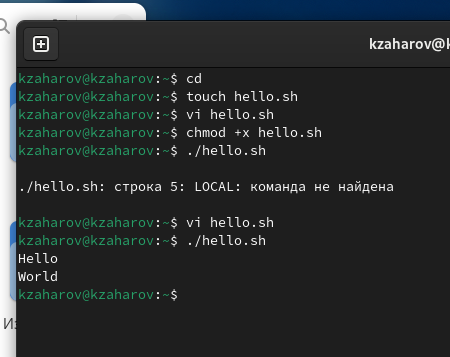 kzaharov@k
kzaharov@kzaharov:~$ cd
kzaharov@kzaharov:~$ touch hello.sh
kzaharov@kzaharov:~$ vi hello.sh
kzaharov@kzaharov:~$ chmod +x hello.sh
kzaharov@kzaharov:~$ ./hello.sh
./hello.sh: строка 5: LOCAL: команда не найдена
kzaharov@kzaharov:~$ vi hello.sh
kzaharov@kzaharov:~$ ./hello.sh
Hello
World
kzaharov@kzaharov:~$